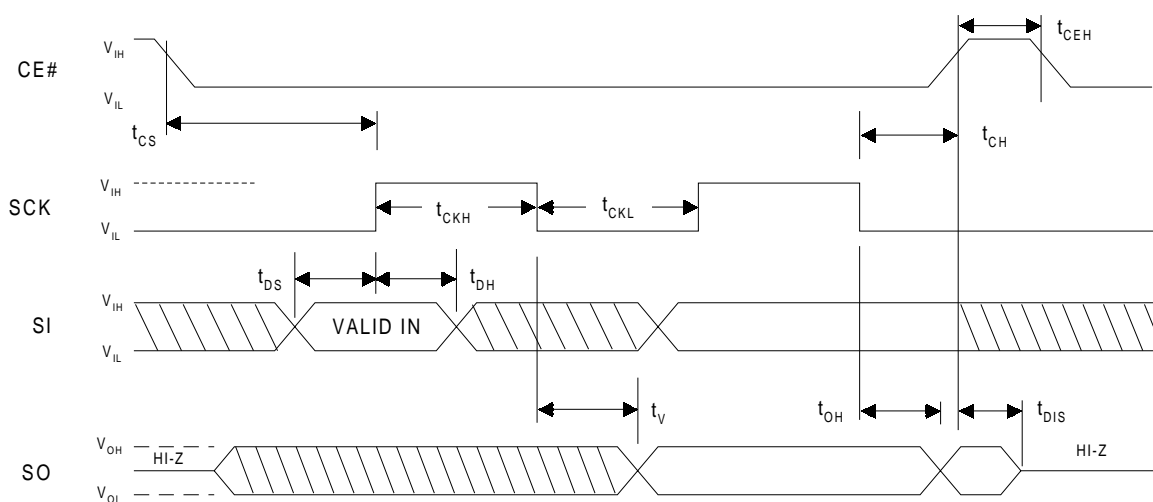 V_IH
t_CEH
CE#
V_IL
t_CS
t_CH
V_IH
SCK
t_CKH
t_CKL
V_IL
t_DS
t_DH
V_IH
SI
VALID IN
V_IL
t_V
t_OH
t_DIS
V_OH
HI-Z
HI-Z
SO
V_OL